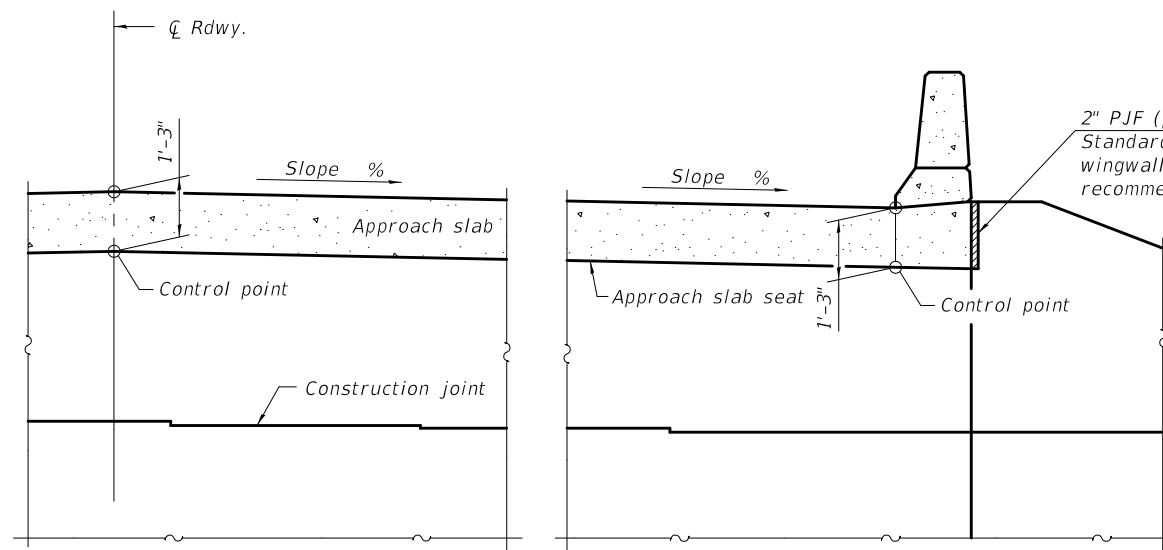 ℄ Rdwy.
1'-3"
Slope %
Approach slab
Control point
Construction joint
Slope %
2" PJF (
Standard
wingwall
recomme
Approach slab seat
1'-3"
Control point